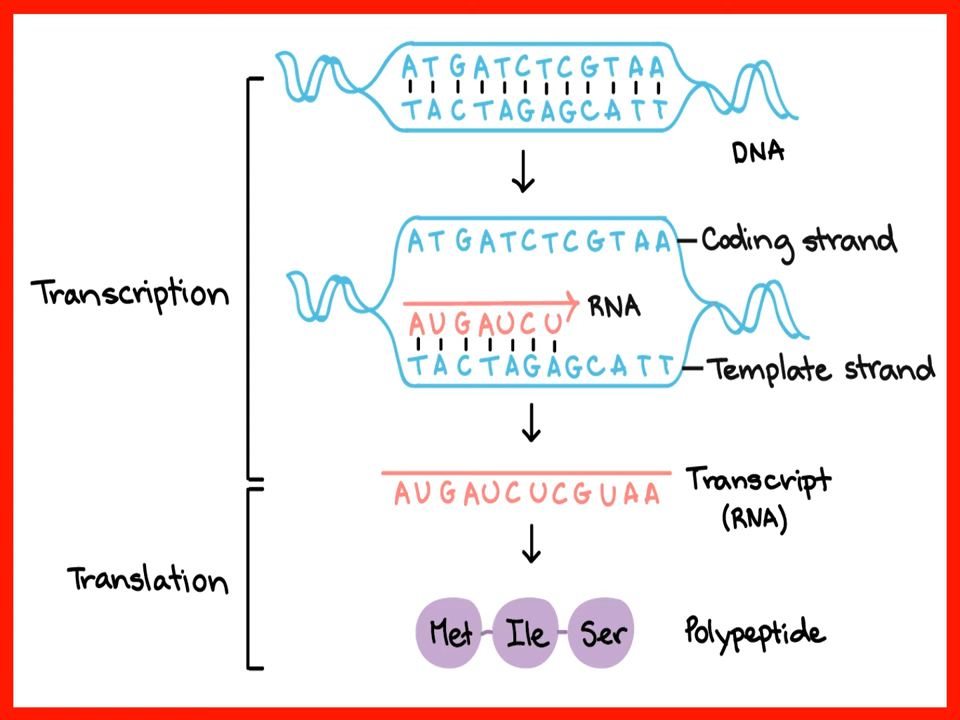 ATGATCTCGTAA
TACTAGAGCATT
DNA
ATGATCTCGTAA
Coding strand
RNA
AUGAUCU
TACTAGAGCATT
Template strand
Transcription
AUGAUCUCGUAA
Transcript
(RNA)
Translation
Met Ile Ser
Polypeptide